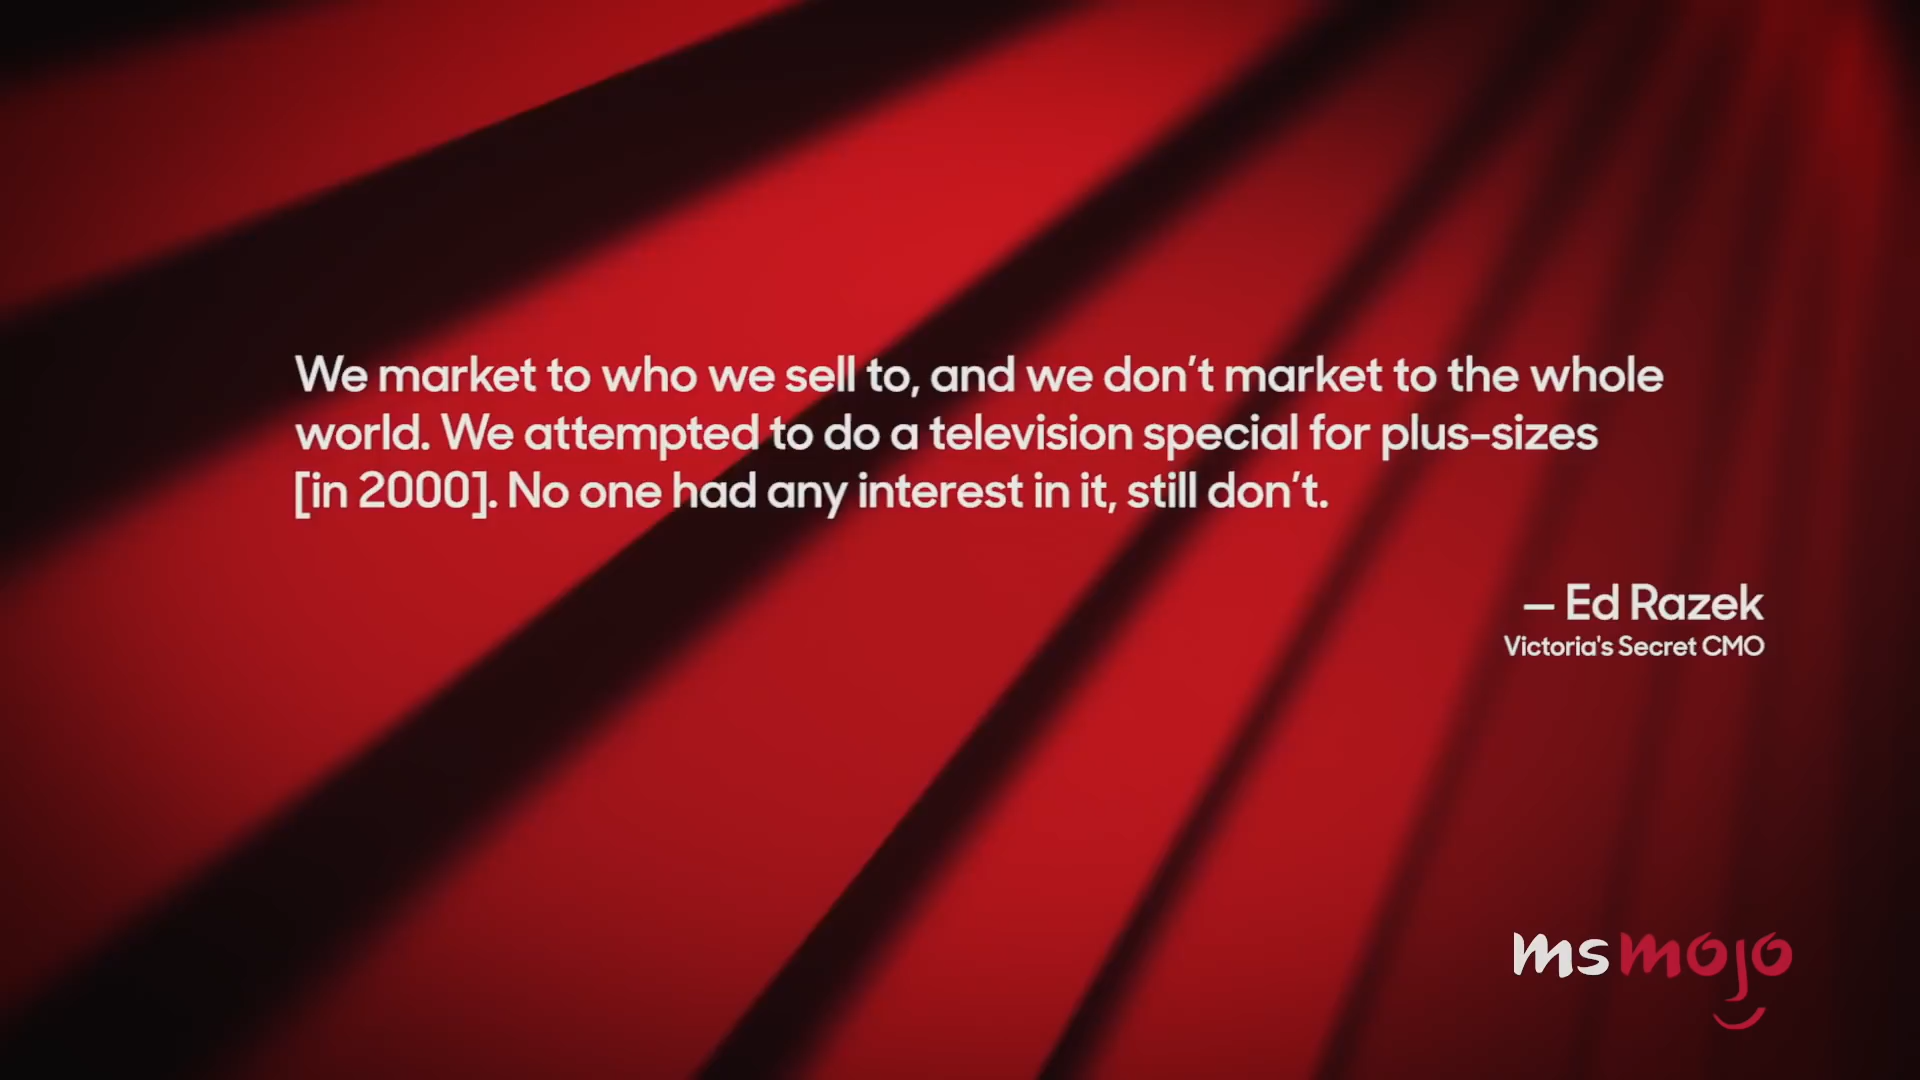 We market to who we sell to, and we don’t market to the whole
world. We attempted to do a television special for plus-sizes
[in 2000]. No one had any interest in it, still don’t.
— Ed Razek
Victoria's Secret CMO
msmojo